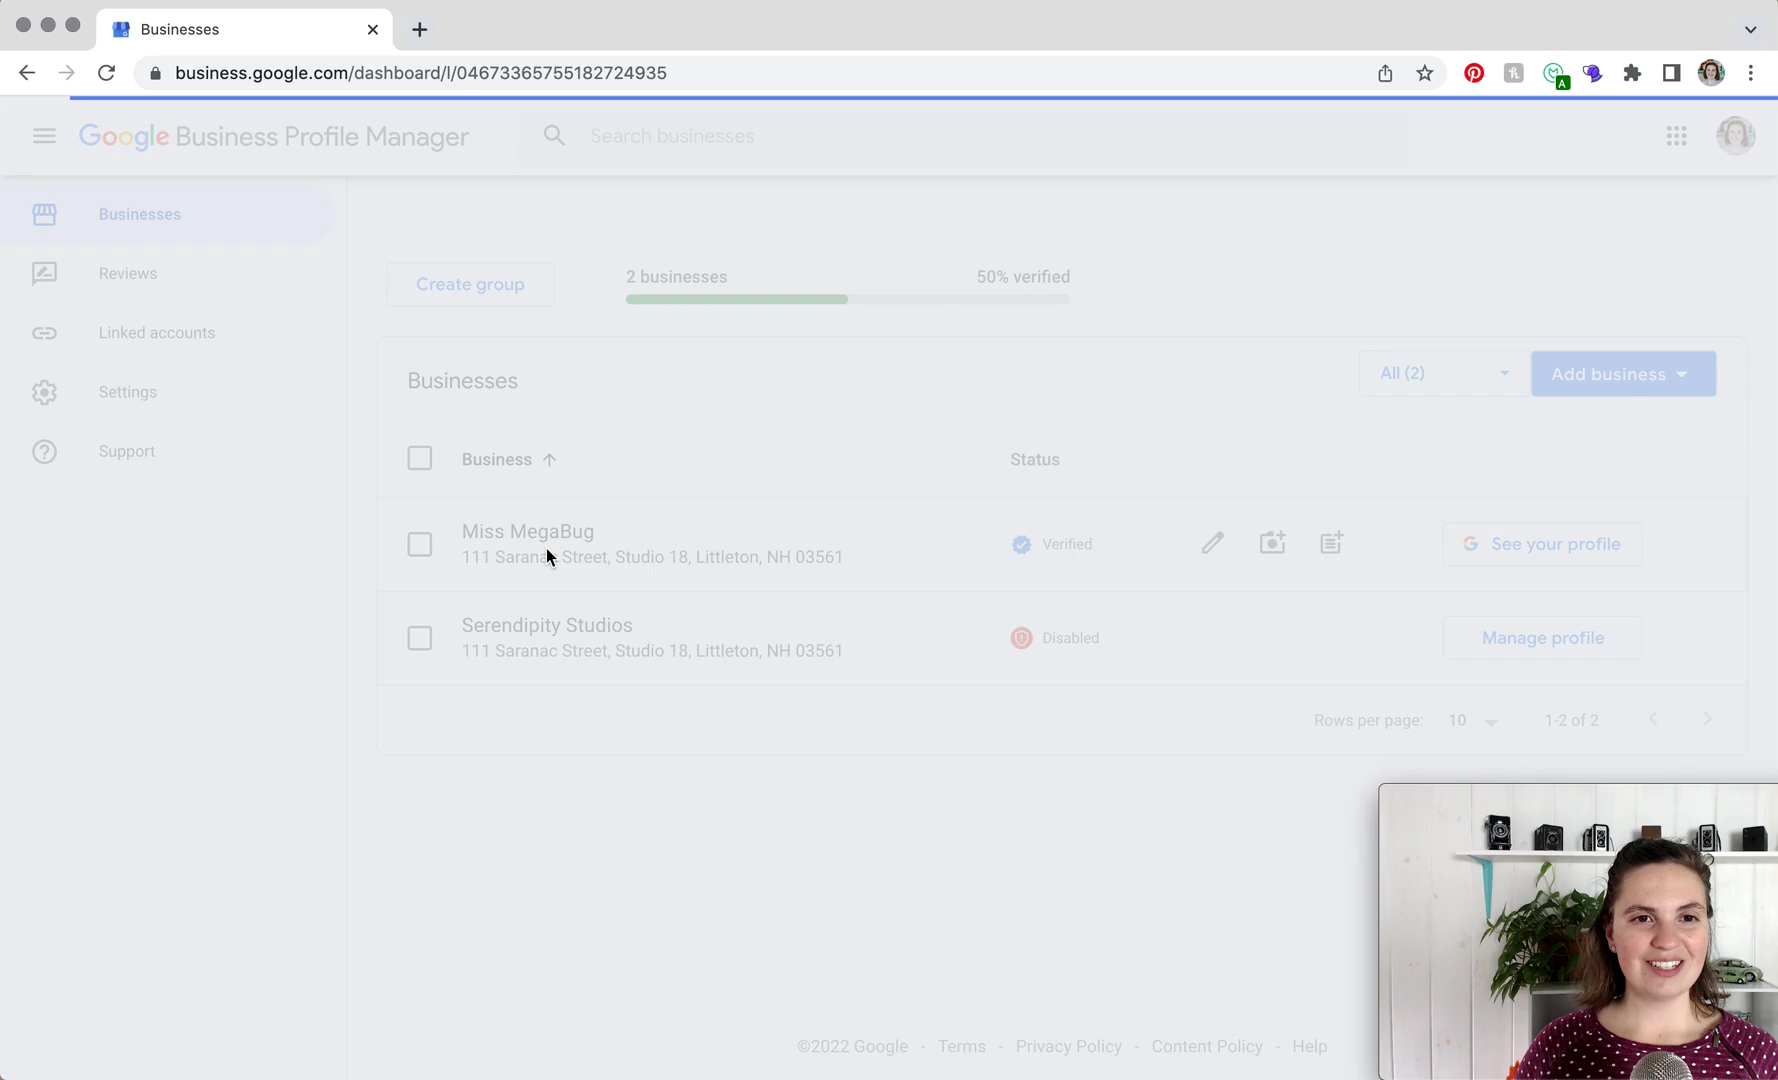 Businesses
business.google.com/dashboard/l/04673365755182724935
A
Google Business Profile Manager
Search businesses
Businesses
Reviews
Linked accounts
Settings
Support
Create group
2 businesses
50% verified
Businesses
All (2)
Add business
Business
Status
Miss MegaBug
111 Saranac Street, Studio 18, Littleton, NH 03561
Verified
See your profile
Serendipity Studios
111 Saranac Street, Studio 18, Littleton, NH 03561
Disabled
Manage profile
Rows per page: 10
1-2 of 2
©2022 Google - Terms - Privacy Policy - Content Policy - Help